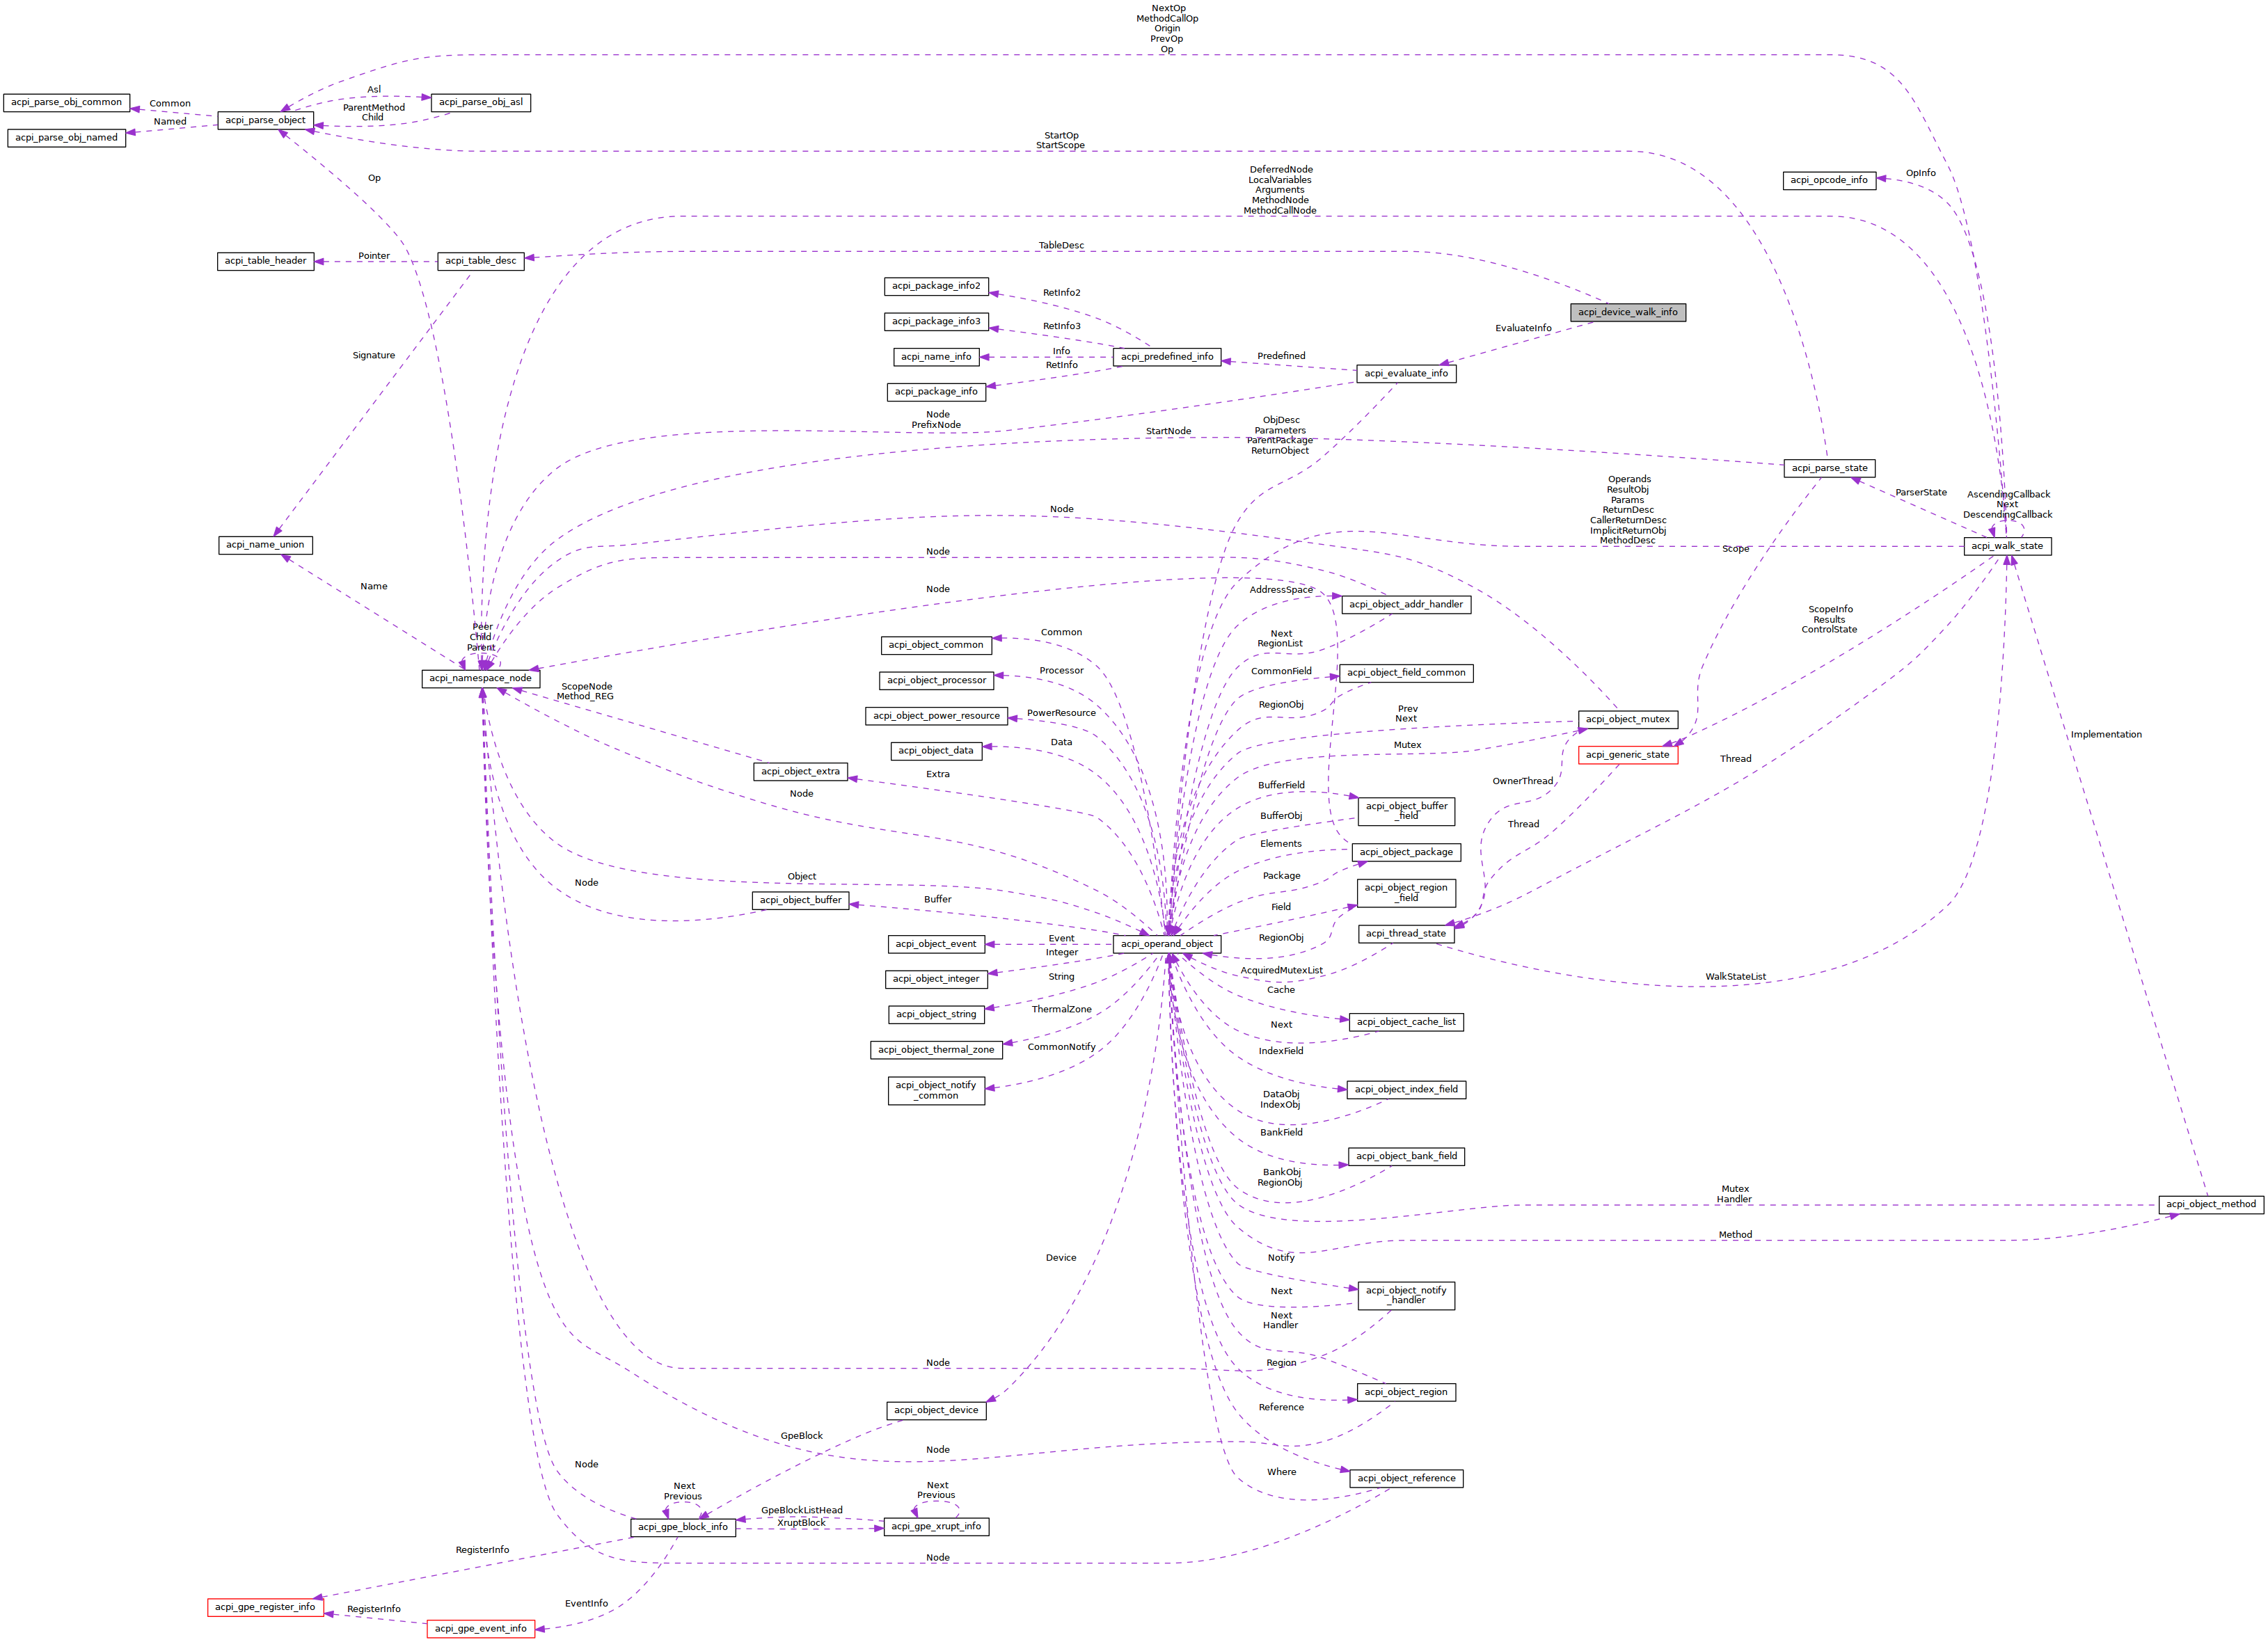 NextOp
MethodCallOp
Origin
PrevOp
Op
acpi_parse_obj_common
Common
Asl
acpi_parse_obj_asl
acpi_parse_object
ParentMethod
Child
Named
acpi_parse_obj_named
StartOp
StartScope
Op
DeferredNode
LocalVariables
Arguments
MethodNode
MethodCallNode
acpi_opcode_info
OpInfo
TableDesc
acpi_table_header
Pointer
acpi_table_desc
acpi_package_info2
RetInfo2
acpi_device_walk_info
acpi_package_info3
RetInfo3
EvaluateInfo
Signature
acpi_name_info
Info
acpi_predefined_info
Predefined
RetInfo
acpi_evaluate_info
acpi_package_info
Node
PrefixNode
ObjDesc
Parameters
ParentPackage
ReturnObject
StartNode
acpi_parse_state
Operands
ResultObj
Params
ReturnDesc
CallerReturnDesc
ImplicitReturnObj
MethodDesc
ParserState
AscendingCallback
Next
DescendingCallback
Node
acpi_name_union
acpi_walk_state
Scope
Node
Name
Node
AddressSpace
acpi_object_addr_handler
ScopeInfo
Results
ControlState
Peer
Child
Parent
acpi_object_common
Common
Next
RegionList
acpi_namespace_node
acpi_object_processor
Processor
CommonField
acpi_object_field_common
ScopeNode
Method_REG
RegionObj
acpi_object_power_resource
PowerResource
Prev
Next
acpi_object_mutex
Implementation
acpi_object_data
Data
Mutex
acpi_generic_state
Thread
acpi_object_extra
Extra
OwnerThread
Node
BufferField
acpi_object_buffer
_field
BufferObj
Thread
Elements
acpi_object_package
Object
Package
Node
acpi_object_region
_field
acpi_object_buffer
Buffer
Field
acpi_object_event
Event
acpi_operand_object
RegionObj
acpi_thread_state
Integer
acpi_object_integer
String
AcquiredMutexList
WalkStateList
Cache
acpi_object_string
ThermalZone
acpi_object_cache_list
Next
acpi_object_thermal_zone
CommonNotify
IndexField
acpi_object_notify
_common
acpi_object_index_field
DataObj
IndexObj
BankField
acpi_object_bank_field
BankObj
RegionObj
Mutex
Handler
acpi_object_method
Method
Device
Notify
acpi_object_notify
_handler
Next
Next
Handler
Node
Region
acpi_object_region
acpi_object_device
Reference
GpeBlock
Node
Node
Where
acpi_object_reference
Next
Previous
Next
Previous
GpeBlockListHead
XruptBlock
acpi_gpe_block_info
acpi_gpe_xrupt_info
RegisterInfo
Node
acpi_gpe_register_info
RegisterInfo
EventInfo
acpi_gpe_event_info